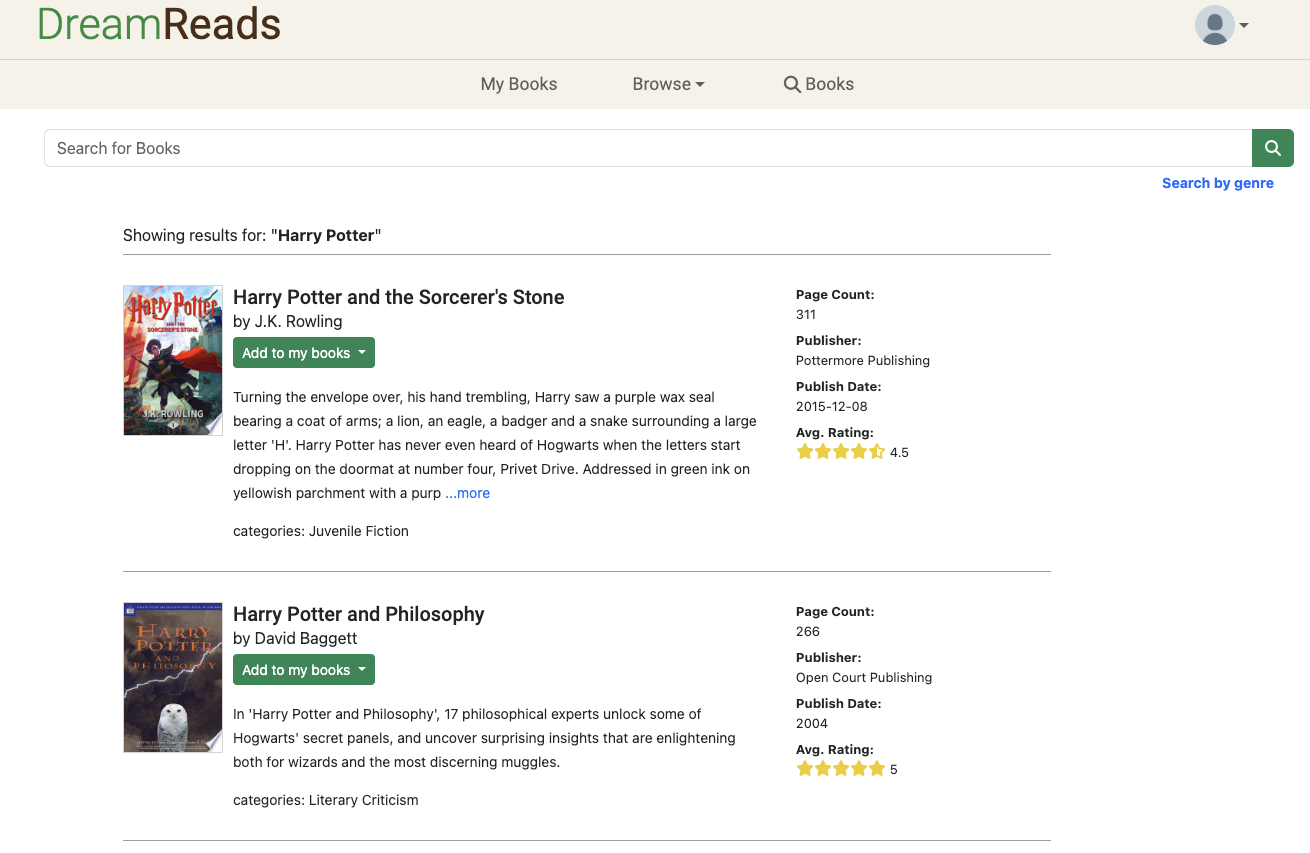 DreamReads
My Books
Browse
Books
Search for Books
Search by genre
Showing results for: "Harry Potter"
Harry Potter
AND THE
SORCERER'S STONE
J.K. ROWLING
Harry Potter and the Sorcerer's Stone
by J.K. Rowling
Add to my books
Turning the envelope over, his hand trembling, Harry saw a purple wax seal
bearing a coat of arms; a lion, an eagle, a badger and a snake surrounding a large
letter 'H'. Harry Potter has never even heard of Hogwarts when the letters start
dropping on the doormat at number four, Privet Drive. Addressed in green ink on
yellowish parchment with a purp ...more
categories: Juvenile Fiction
Page Count:
311
Publisher:
Pottermore Publishing
Publish Date:
2015-12-08
Avg. Rating:
4.5
HARRY
POTTER
AND
PHILOSOPHY
Harry Potter and Philosophy
by David Baggett
Add to my books
In 'Harry Potter and Philosophy', 17 philosophical experts unlock some of
Hogwarts' secret panels, and uncover surprising insights that are enlightening
both for wizards and the most discerning muggles.
categories: Literary Criticism
Page Count:
266
Publisher:
Open Court Publishing
Publish Date:
2004
Avg. Rating:
5